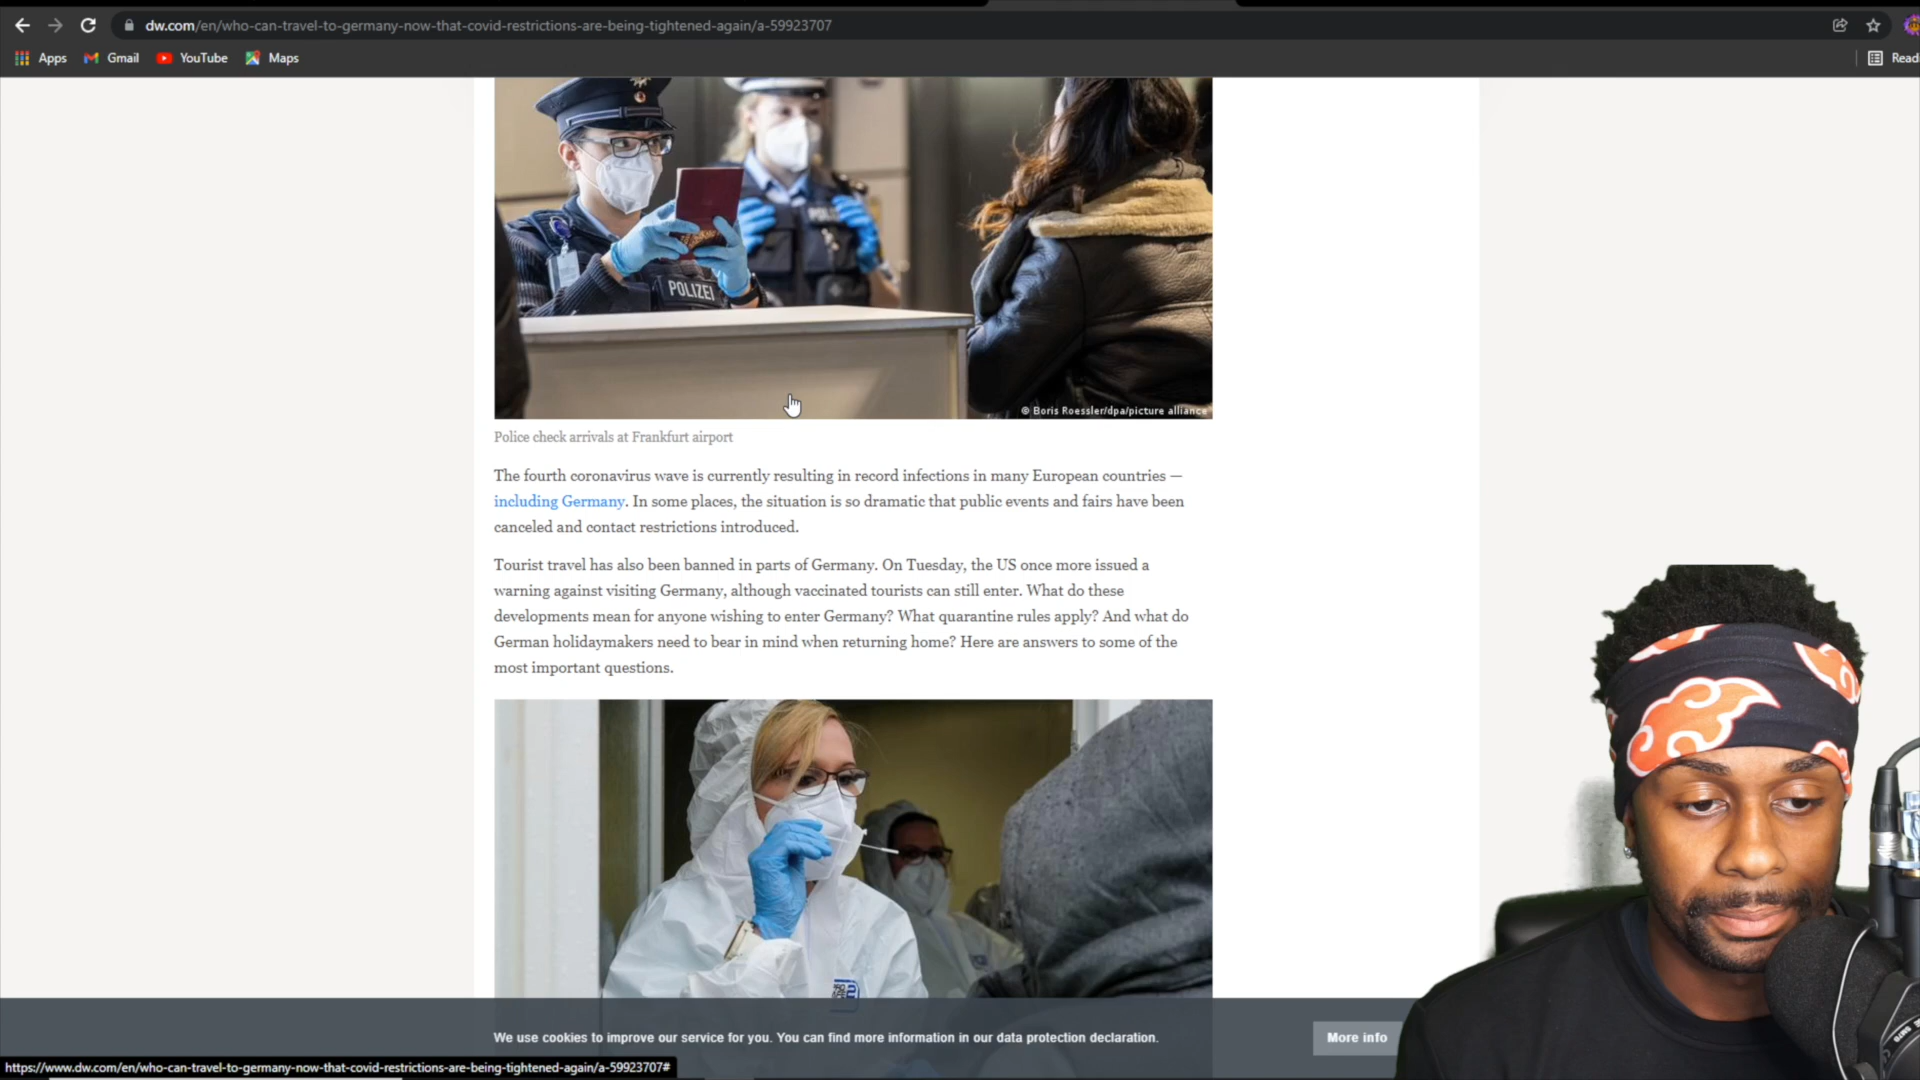 dw.com/en/who-can-travel-to-germany-now-that-covid-restrictions-are-being-tightened-again/a-59923707
Apps Gmail YouTube Maps
POLIZEI
© Boris Roessler/dpa/picture alliance
Police check arrivals at Frankfurt airport
The fourth coronavirus wave is currently resulting in record infections in many European countries —
including Germany. In some places, the situation is so dramatic that public events and fairs have been
canceled and contact restrictions introduced.
Tourist travel has also been banned in parts of Germany. On Tuesday, the US once more issued a
warning against visiting Germany, although vaccinated tourists can still enter. What do these
developments mean for anyone wishing to enter Germany? What quarantine rules apply? And what do
German holidaymakers need to bear in mind when returning home? Here are answers to some of the
most important questions.
We use cookies to improve our service for you. You can find more information in our data protection declaration.
More info
https://www.dw.com/en/who-can-travel-to-germany-now-that-covid-restrictions-are-being-tightened-again/a-59923707#